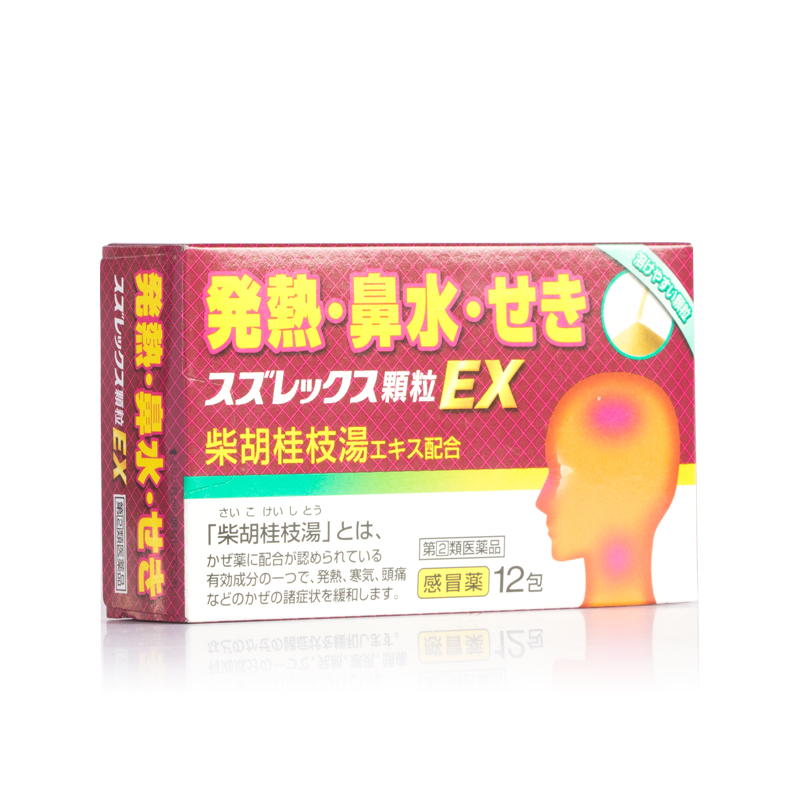 発熱・鼻水・せき
スズレックス顆粒EX
第②類医薬品
溶けやすい顆粒
発熱・鼻水・せき
スズレックス顆粒EX
柴胡桂枝湯エキス配合
さいこけいしとう
「柴胡桂枝湯」とは、
かぜ薬に配合が認められている
有効成分の一つで、発熱、寒気、頭痛
などのかぜの諸症状を緩和します。
指定第②類医薬品
感冒薬 12包